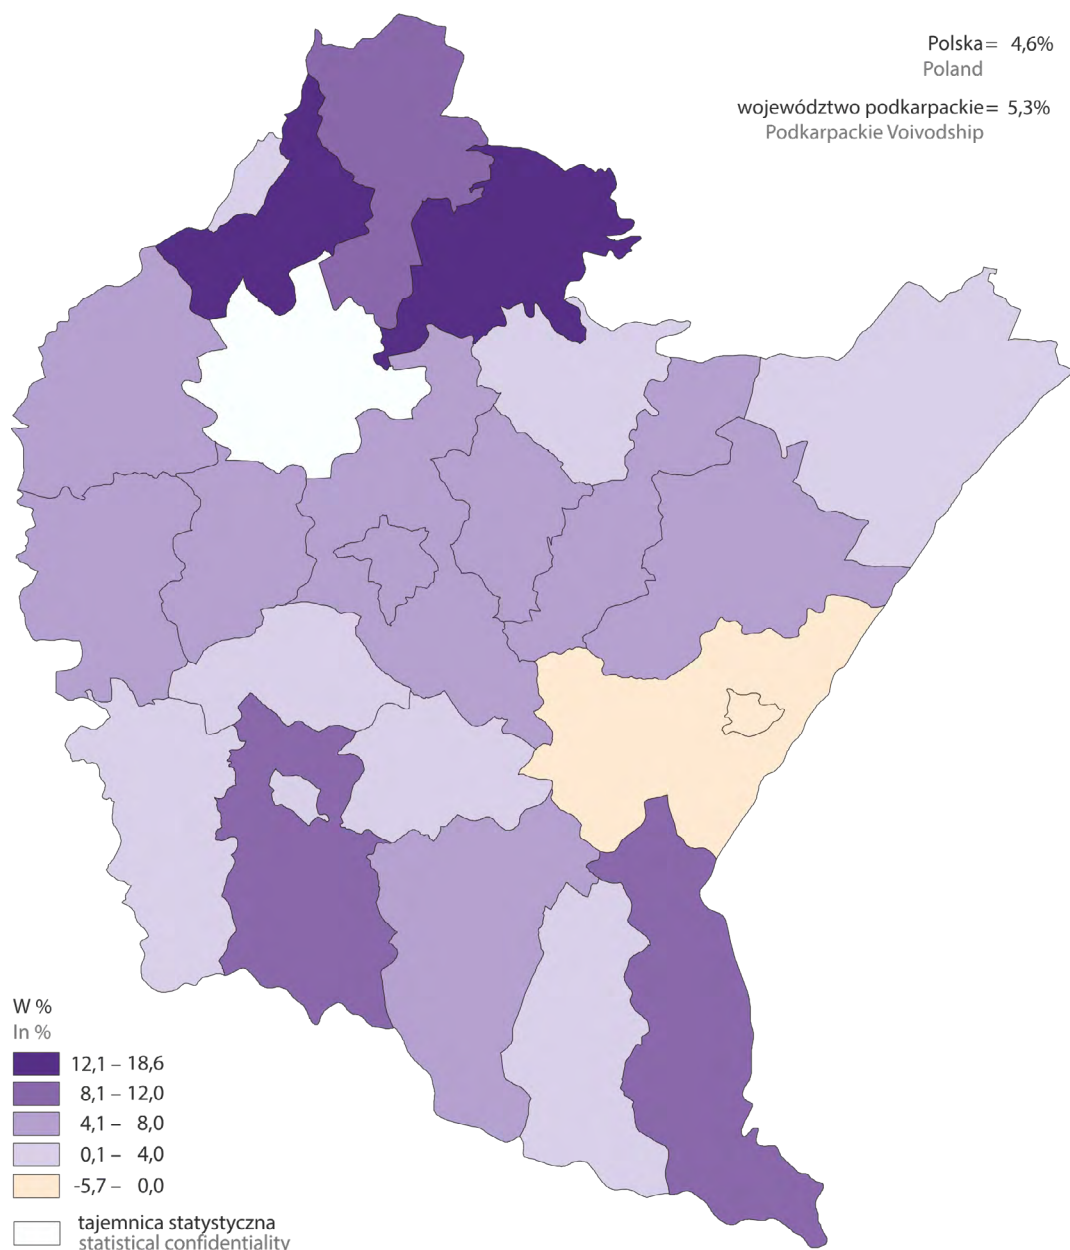 Polska = 4,6%
Poland
województwo podkarpackie = 5,3%
Podkarpackie Voivodship
W %
In %
12,1 – 18,6
8,1 – 12,0
4,1 – 8,0
0,1 – 4,0
-5,7 – 0,0
tajemnica statystyczna
statistical confidentiality